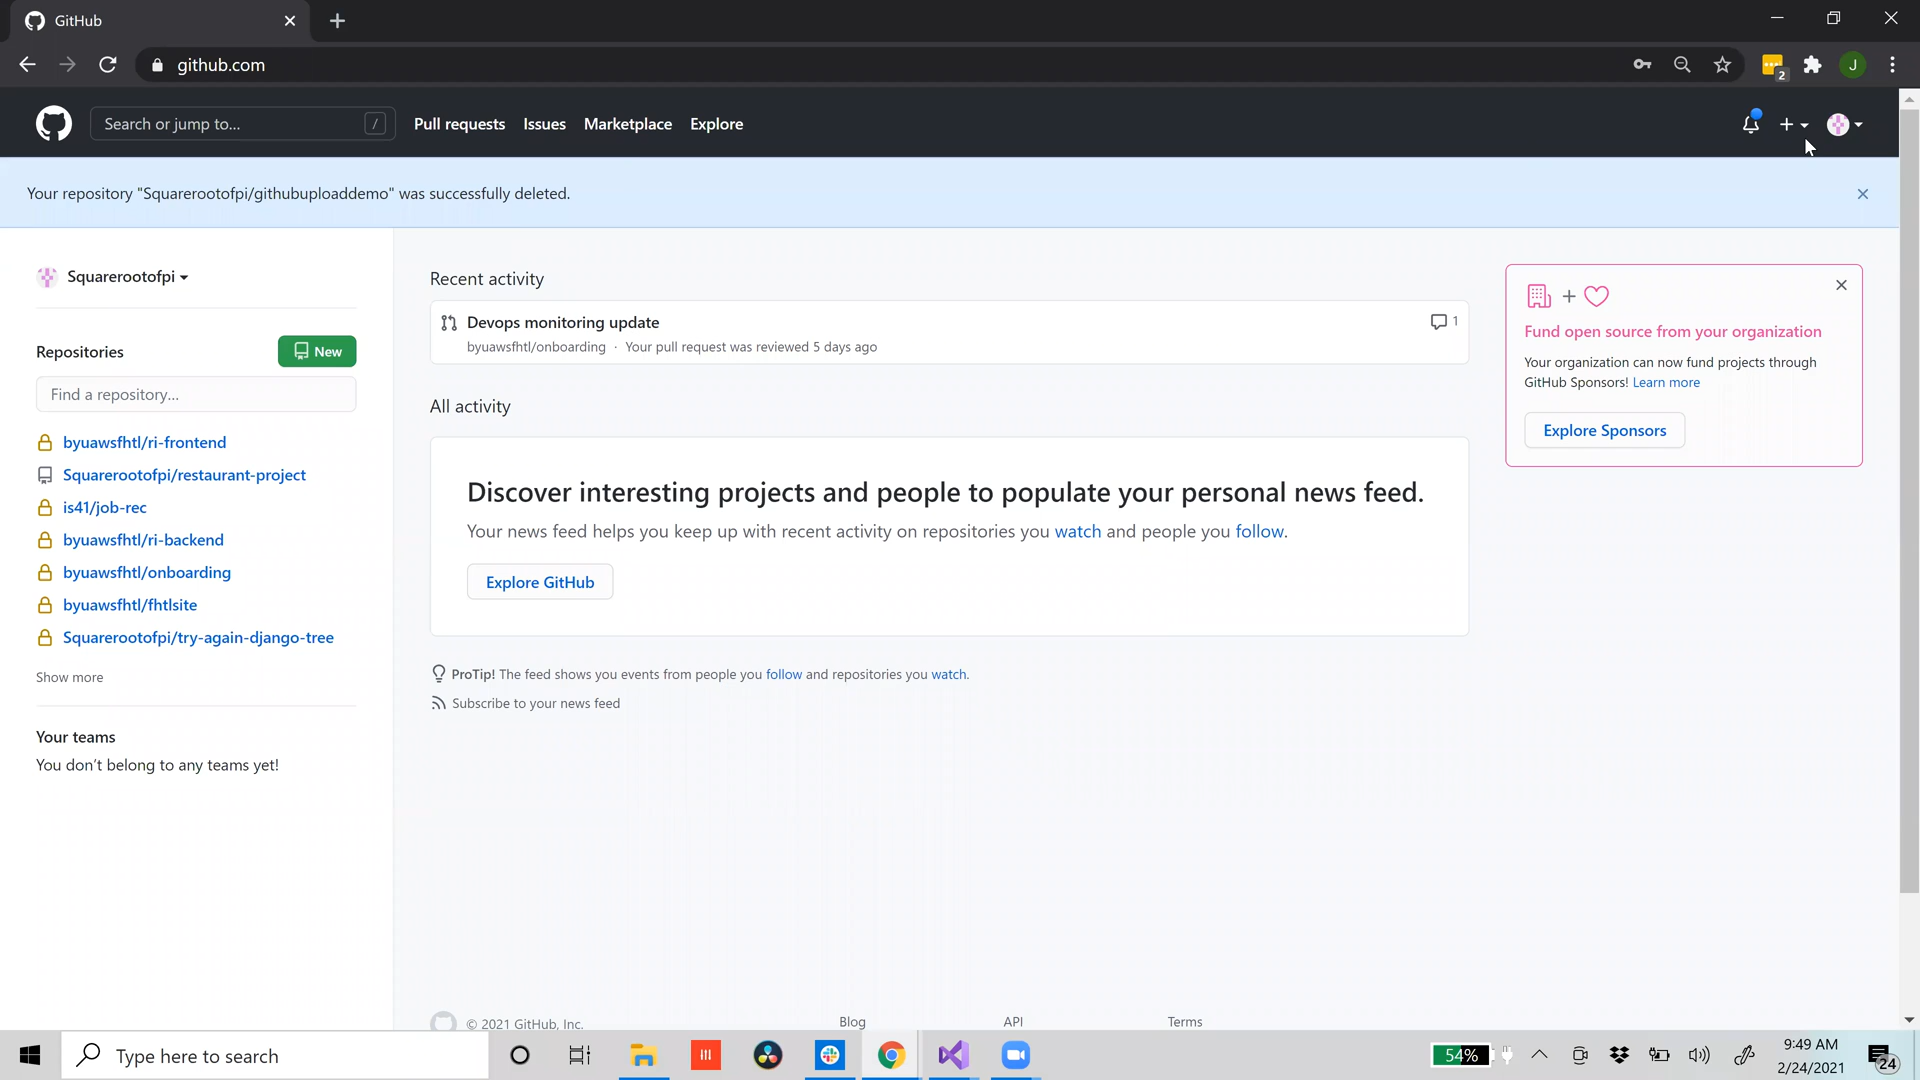 GitHub
github.com
J
2
Search or jump to...
/
Pull requests
Issues
Marketplace
Explore
Your repository "Squarerootofpi/githubuploaddemo" was successfully deleted.
Squarerootofpi
Repositories
New
Find a repository...
byuawsfhtl/ri-frontend
Squarerootofpi/restaurant-project
is41/job-rec
byuawsfhtl/ri-backend
byuawsfhtl/onboarding
byuawsfhtl/fhtlsite
Squarerootofpi/try-again-django-tree
Show more
Your teams
You don’t belong to any teams yet!
Recent activity
Devops monitoring update
1
byuawsfhtl/onboarding · Your pull request was reviewed 5 days ago
All activity
Discover interesting projects and people to populate your personal news feed.
Your news feed helps you keep up with recent activity on repositories you watch and people you follow.
Explore GitHub
ProTip! The feed shows you events from people you follow and repositories you watch.
Subscribe to your news feed
Fund open source from your organization
Your organization can now fund projects through
GitHub Sponsors! Learn more
Explore Sponsors
© 2021 GitHub, Inc.
Blog
API
Terms
Type here to search
54%
9:49 AM
2/24/2021
24